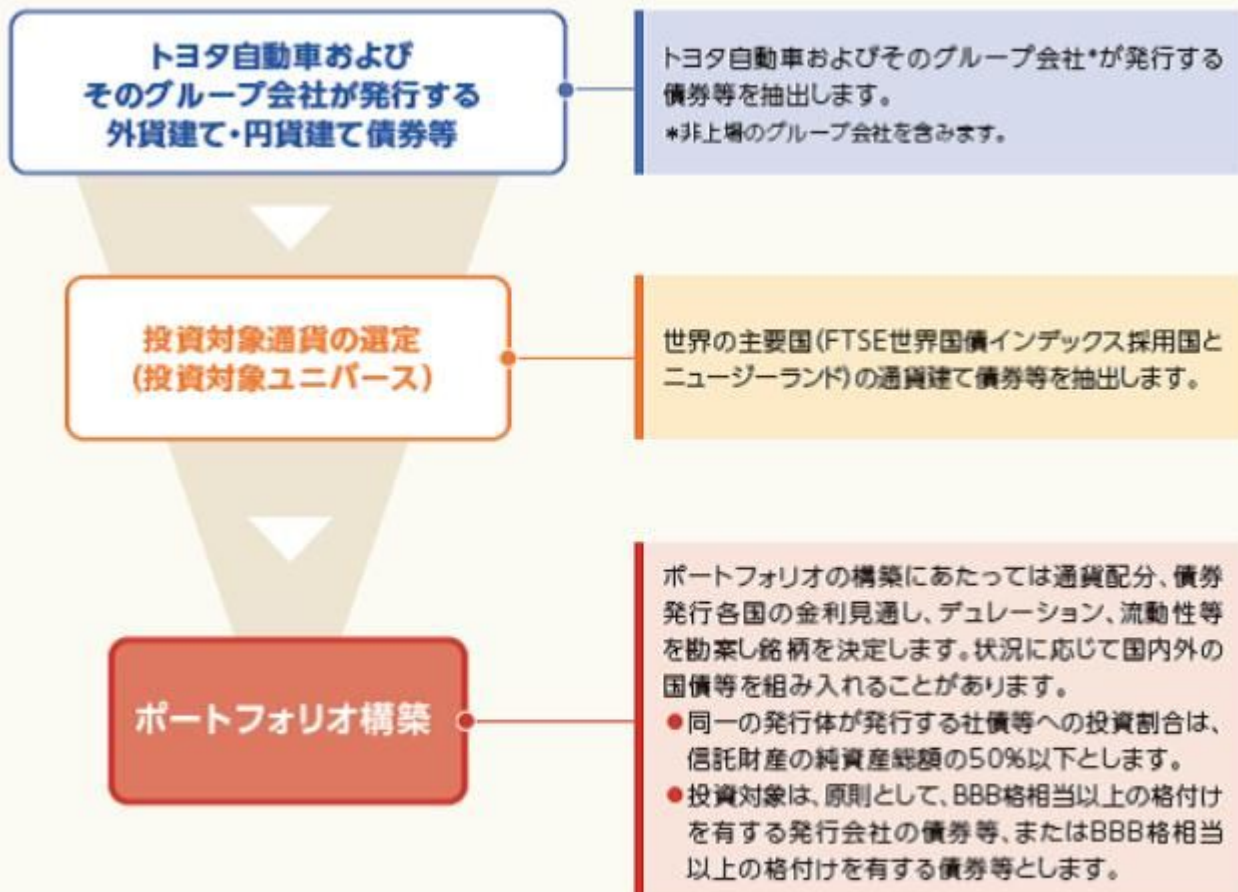 トヨタ自動車および
そのグループ会社が発行する
外貨建て・円貨建て債券等
トヨタ自動車およびそのグループ会社*が発行する
債券等を抽出します。
*非上場のグループ会社を含みます。
投資対象通貨の選定
(投資対象ユニバース)
世界の主要国(FTSE世界国債インデックス採用国と
ニュージーランド)の通貨建て債券等を抽出します。
ポートフォリオ構築
ポートフォリオの構築にあたっては通貨配分、債券
発行各国の金利見通し、デュレーション、流動性等
を勘案し銘柄を決定します。状況に応じて国内外の
国債等を組み入れることがあります。
●同一の発行体が発行する社債等への投資割合は、
信託財産の純資産総額の50%以下とします。
●投資対象は、原則として、BBB格相当以上の格付け
を有する発行会社の債券等、またはBBB格相当
以上の格付けを有する債券等とします。